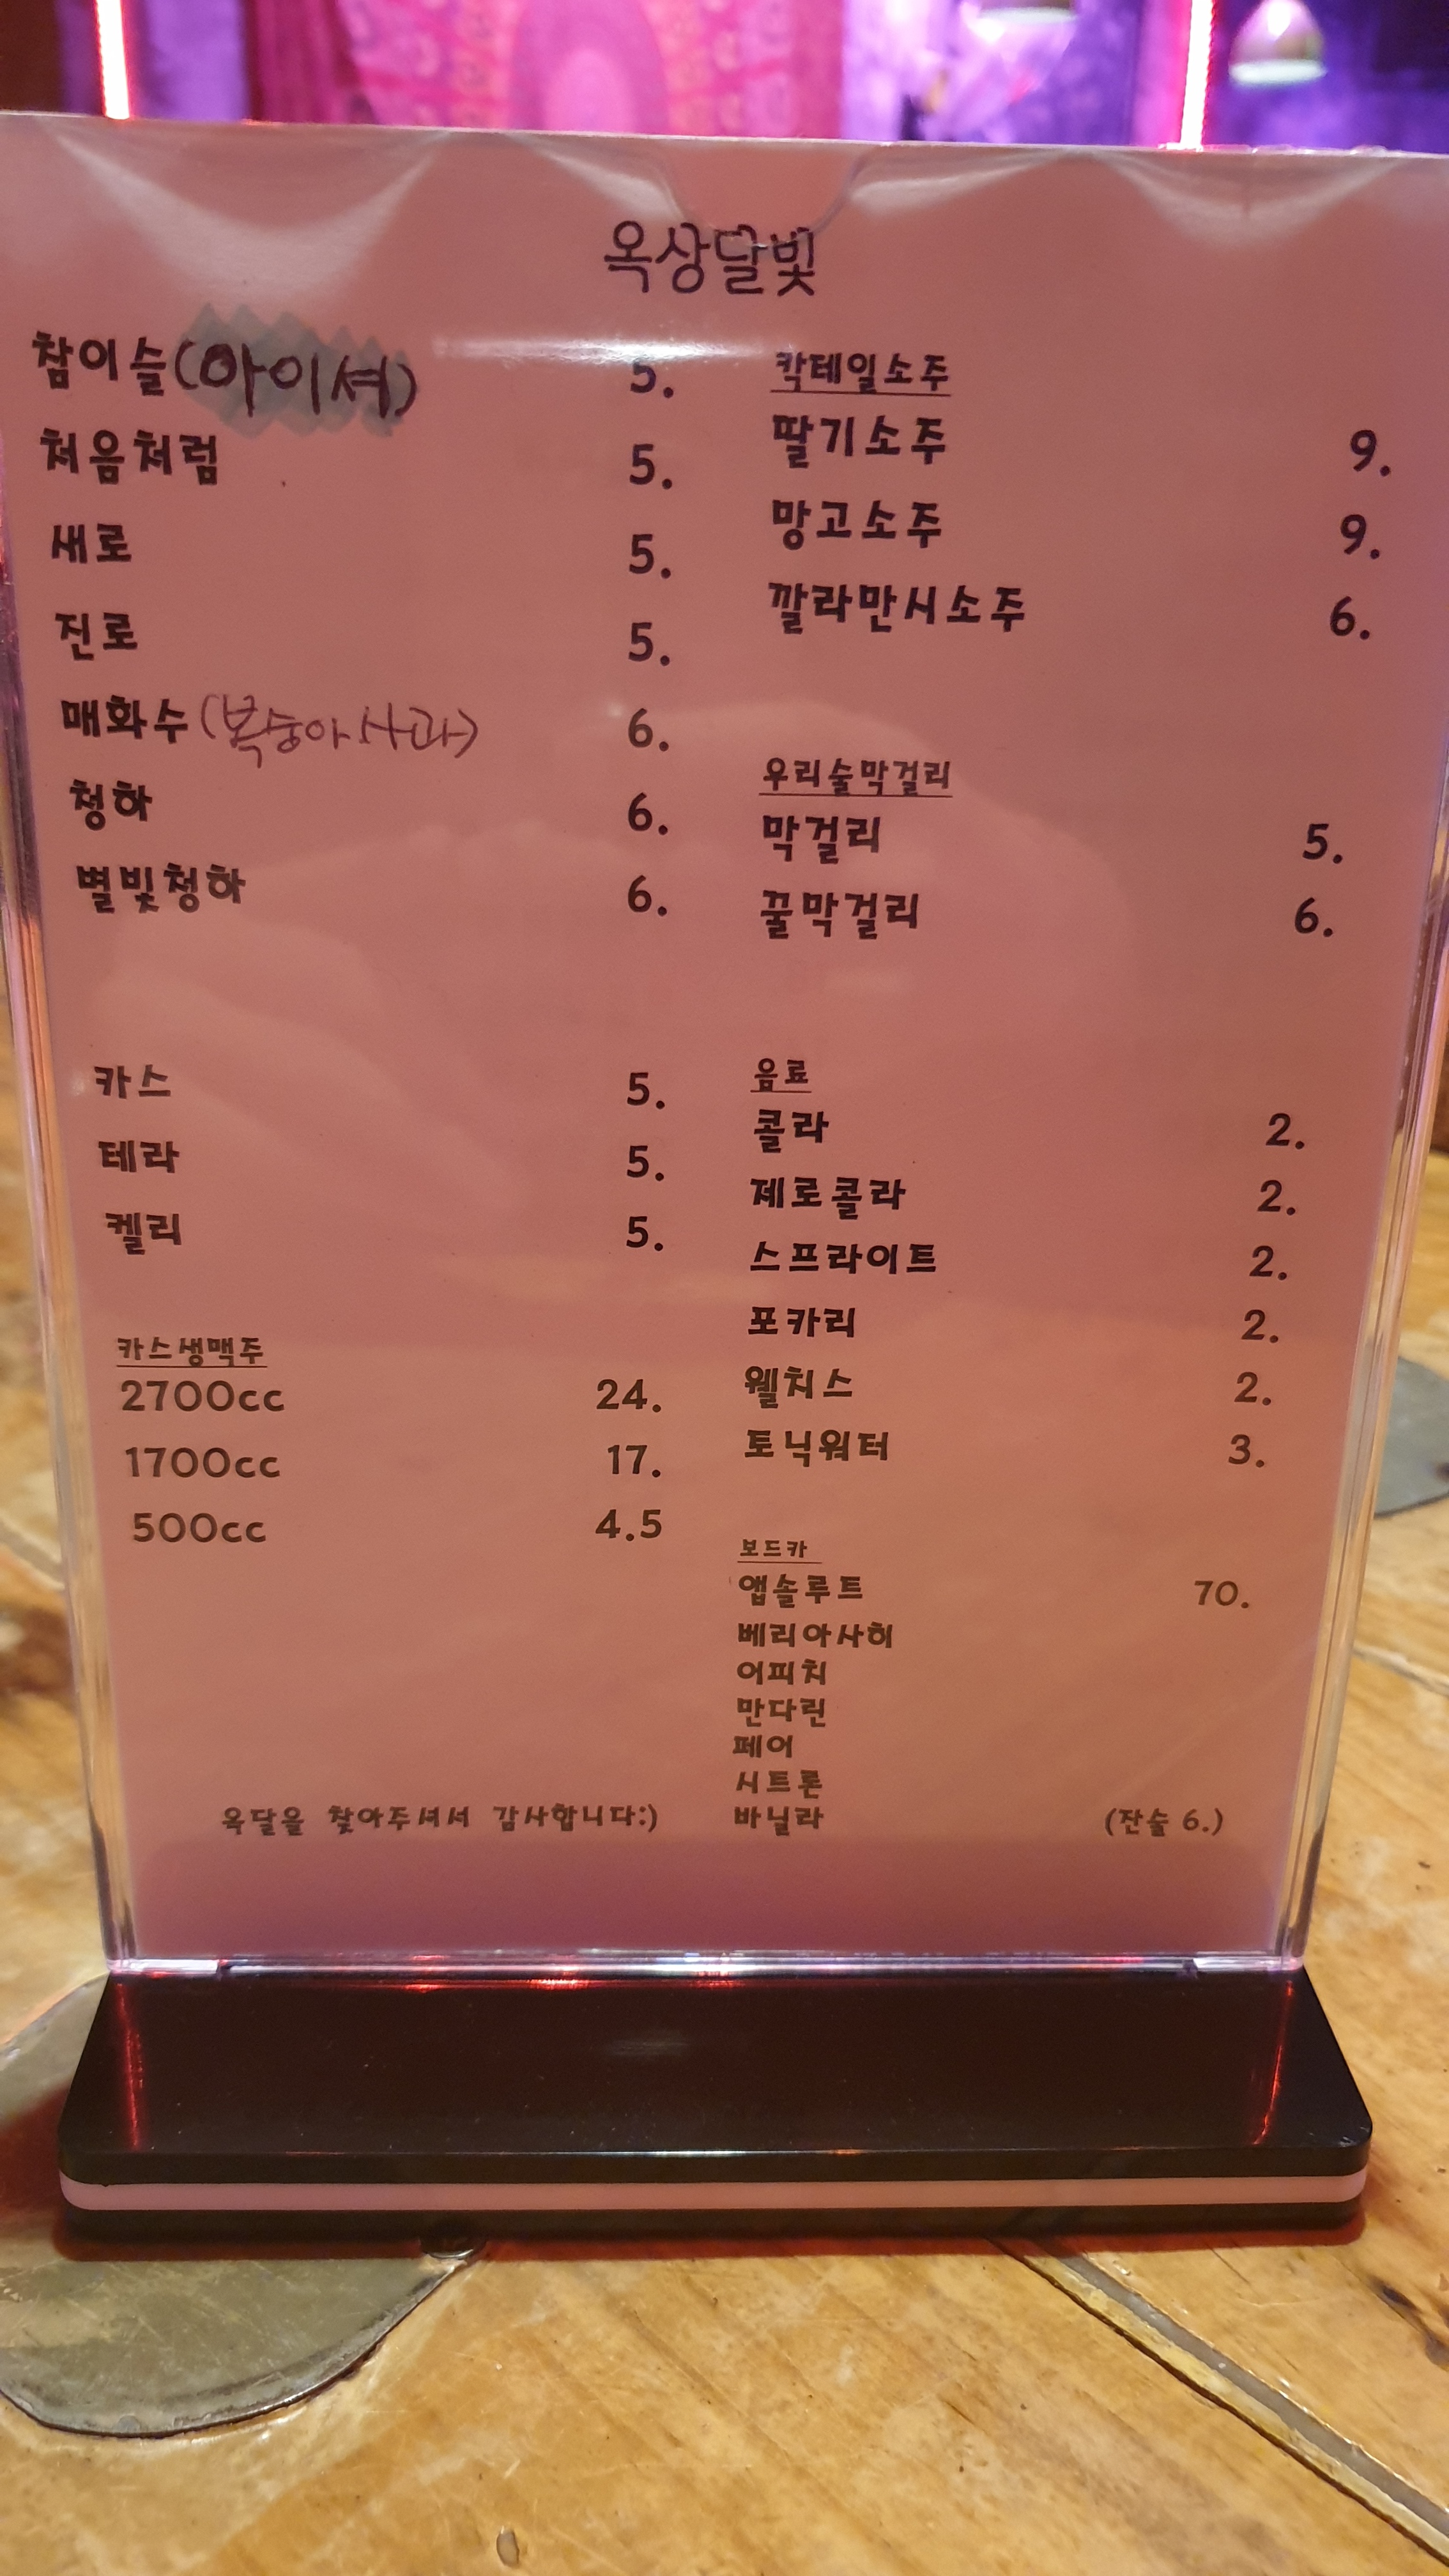 옥상달빛
참이슬(아이셔) 5.
처음처럼 5.
새로 5.
진로 5.
매화수(복숭아 사과) 6.
청하 6.
별빛청하 6.
카스 5.
테라 5.
켈리 5.
카스생맥주
2700cc 24.
1700cc 17.
500cc 4.5
옥달을 찾아주셔서 감사합니다:)
칵테일소주
딸기소주 9.
망고소주 9.
깔라만시소주 6.
우리술막걸리
막걸리 5.
꿀막걸리 6.
음료
콜라 2.
제로콜라 2.
스프라이트 2.
포카리 2.
웰치스 2.
토닉워터 3.
보드카
앱솔루트 70.
베리아사히
어피치
만다린
페어
시트론
바닐라 (잔술 6.)